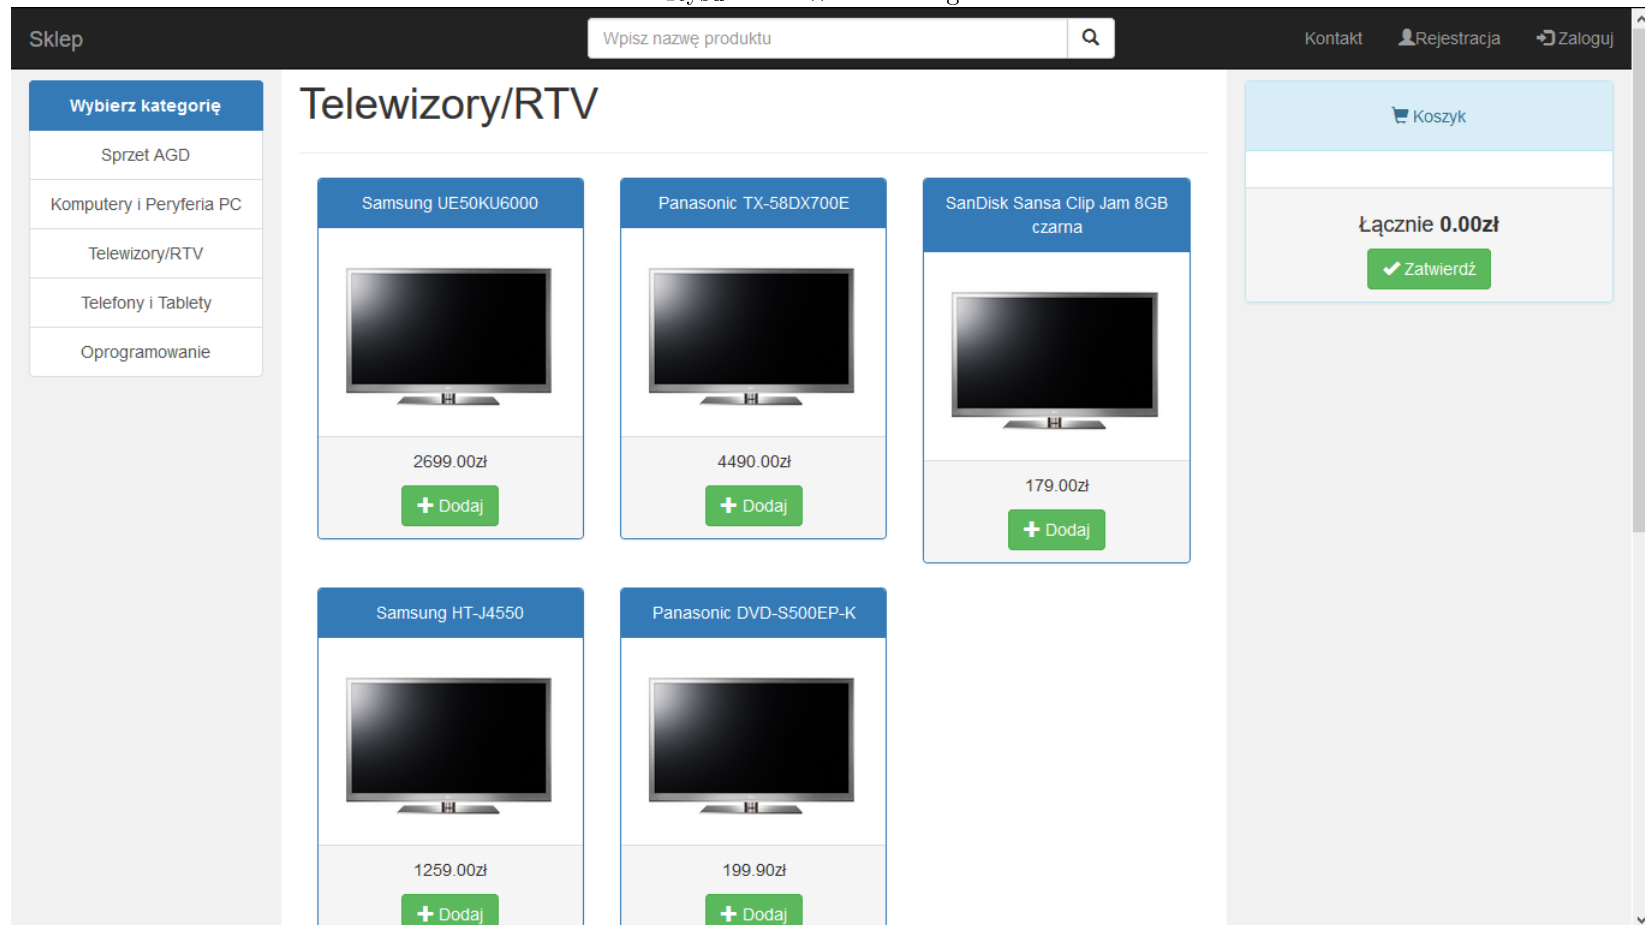 Sklep
Wpisz nazwę produktu
Kontakt
Rejestracja
Zaloguj
Wybierz kategorię
Sprzet AGD
Komputery i Peryferia PC
Telewizory/RTV
Telefony i Tablety
Oprogramowanie
Telewizory/RTV
Samsung UE50KU6000
2699.00zł
Dodaj
Panasonic TX-58DX700E
4490.00zł
Dodaj
SanDisk Sansa Clip Jam 8GB
czarna
179.00zł
Dodaj
Samsung HT-J4550
1259.00zł
Dodaj
Panasonic DVD-S500EP-K
199.90zł
Dodaj
Koszyk
Łącznie 0.00zł
Zatwierdź